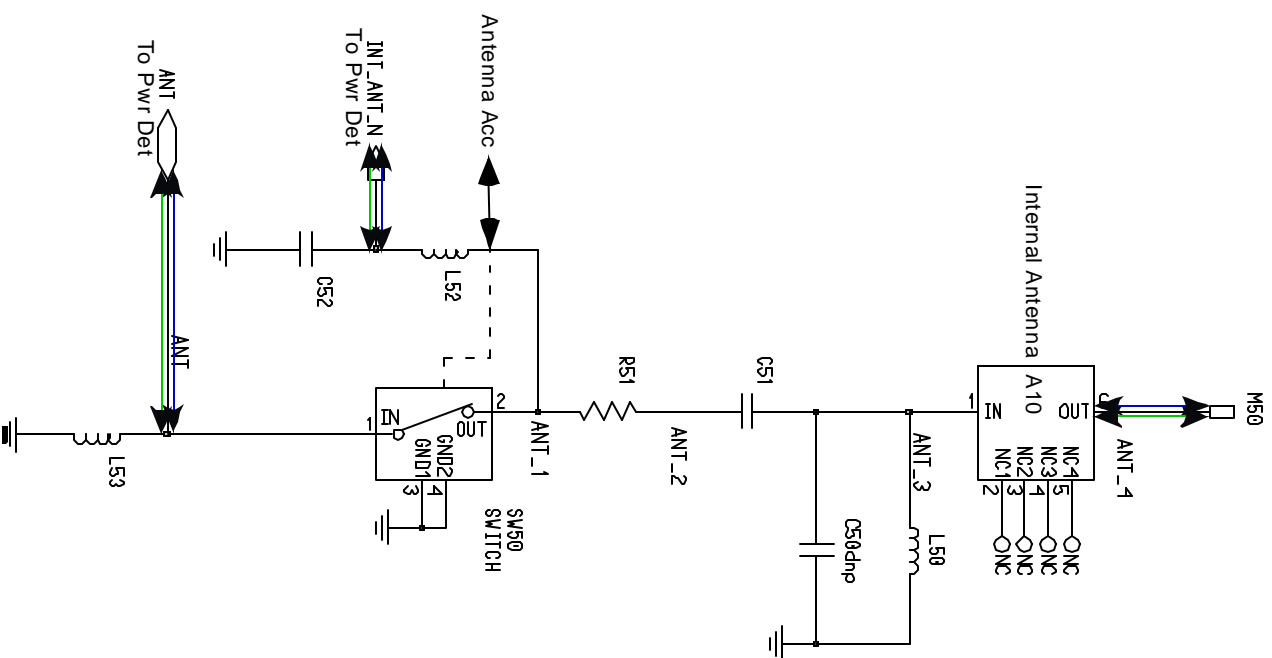 ANT
To Pwr Det
INT_ANT_N
To Pwr Det
Antenna Acc
Internal Antenna
A10
M50
C52
L52
ANT
R51
C51
1
IN
OUT
1
IN
2
OUT
GND1
GND2
3
4
ANT_1
ANT_2
ANT_3
ANT_4
NC1
NC2
NC3
NC4
2
3
4
5
NC
NC
NC
NC
L53
SW50
SWITCH
C50dnp
L50